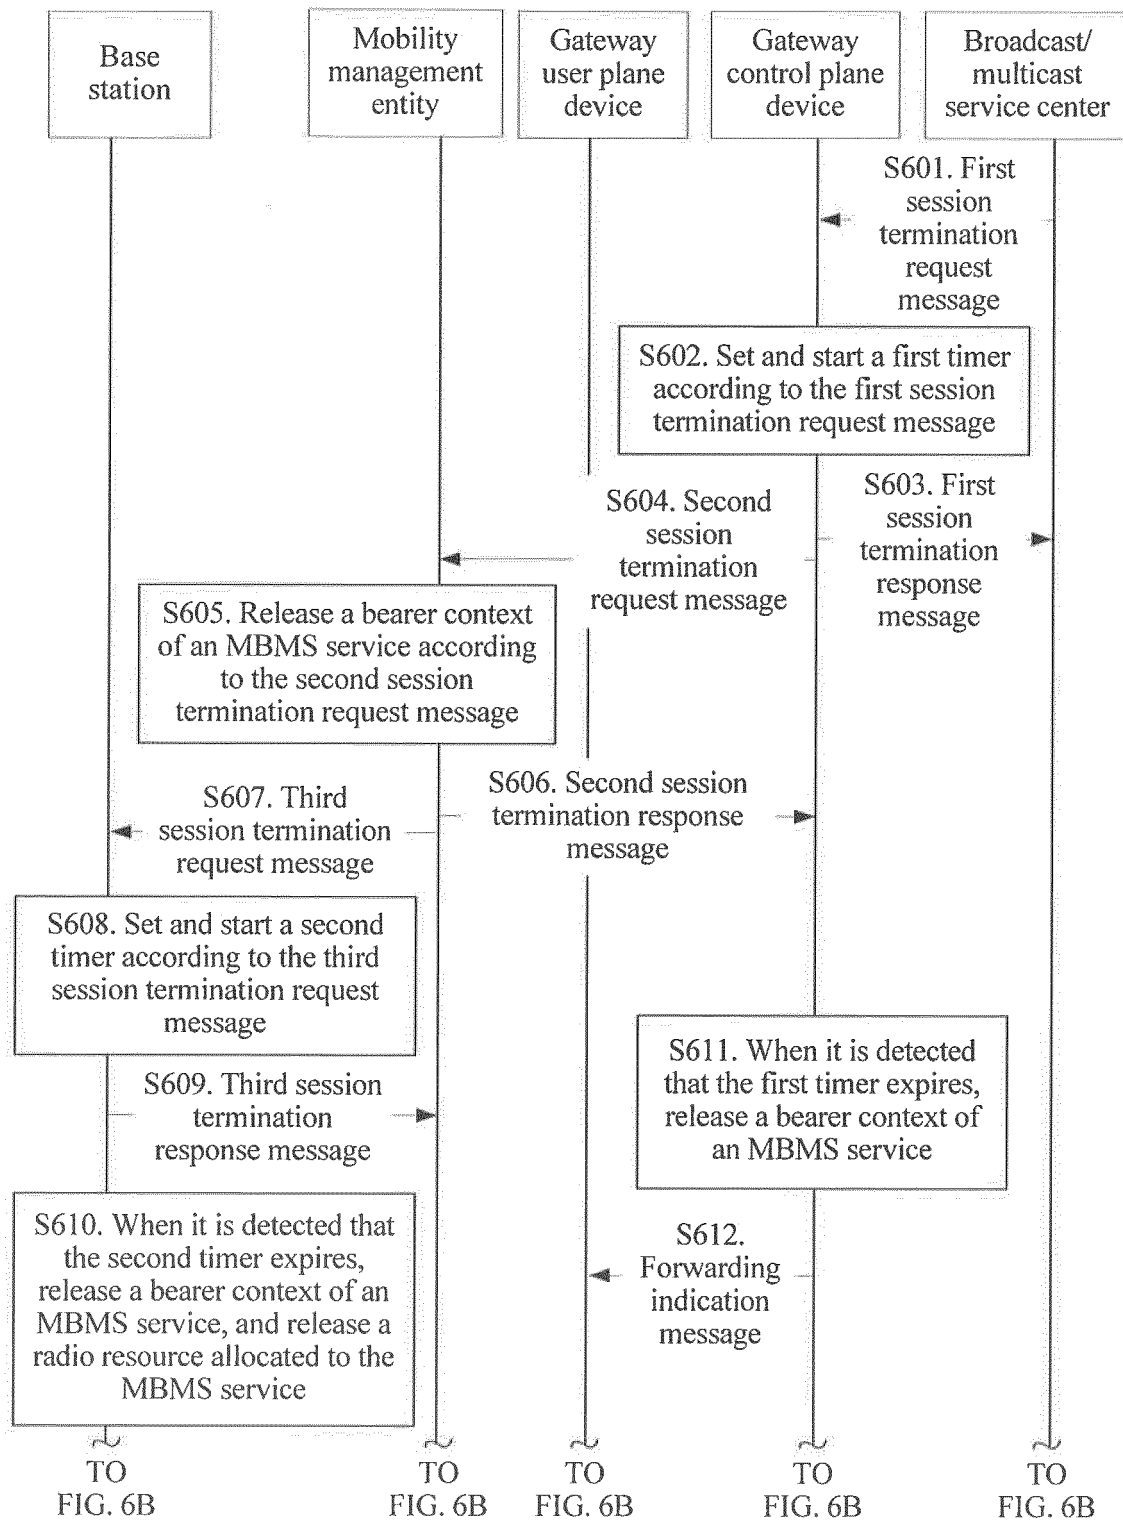 Base
station
Mobility
management
entity
Gateway
user plane
device
Gateway
control plane
device
Broadcast/
multicast
service center
S601. First
session
termination
request
message
S602. Set and start a first timer
according to the first session
termination request message
S603. First
session
termination
response
message
S604. Second
session
termination
request message
S605. Release a bearer context
of an MBMS service according
to the second session
termination request message
S606. Second session
termination response
message
S607. Third
session termination
request message
S608. Set and start a second
timer according to the third
session termination request
message
S609. Third session
termination
response message
S610. When it is detected that
the second timer expires,
release a bearer context of an
MBMS service, and release a
radio resource allocated to the
MBMS service
S611. When it is detected
that the first timer expires,
release a bearer context of
an MBMS service
S612.
Forwarding
indication
message
TO
FIG. 6B
TO
FIG. 6B
TO
FIG. 6B
TO
FIG. 6B
TO
FIG. 6B